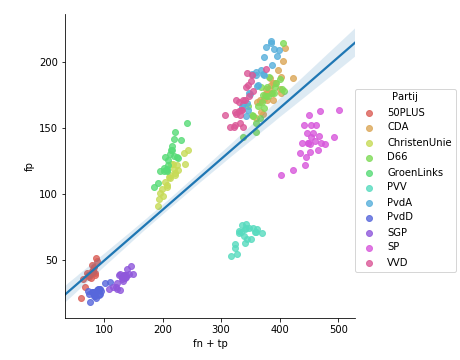 200
150
100
50
fp
100
200
300
400
500
fn + tp
Partij
50PLUS
CDA
ChristenUnie
D66
GroenLinks
PVV
PvdA
PvdD
SGP
SP
VVD